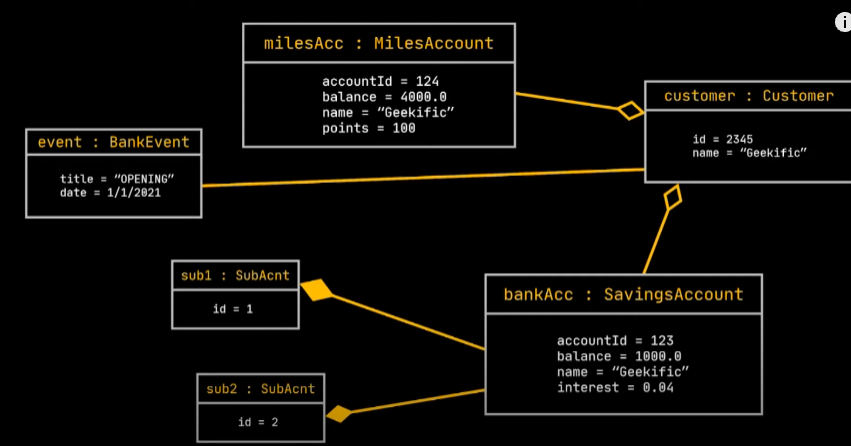 milesAcc : MilesAccount
accountId = 124
balance = 4000.0
name = “Geekific”
points = 100
customer : Customer
id = 2345
name = “Geekific”
event : BankEvent
title = “OPENING”
date = 1/1/2021
sub1 : SubAcnt
id = 1
bankAcc : SavingsAccount
accountId = 123
balance = 1000.0
name = “Geekific”
interest = 0.04
sub2 : SubAcnt
id = 2